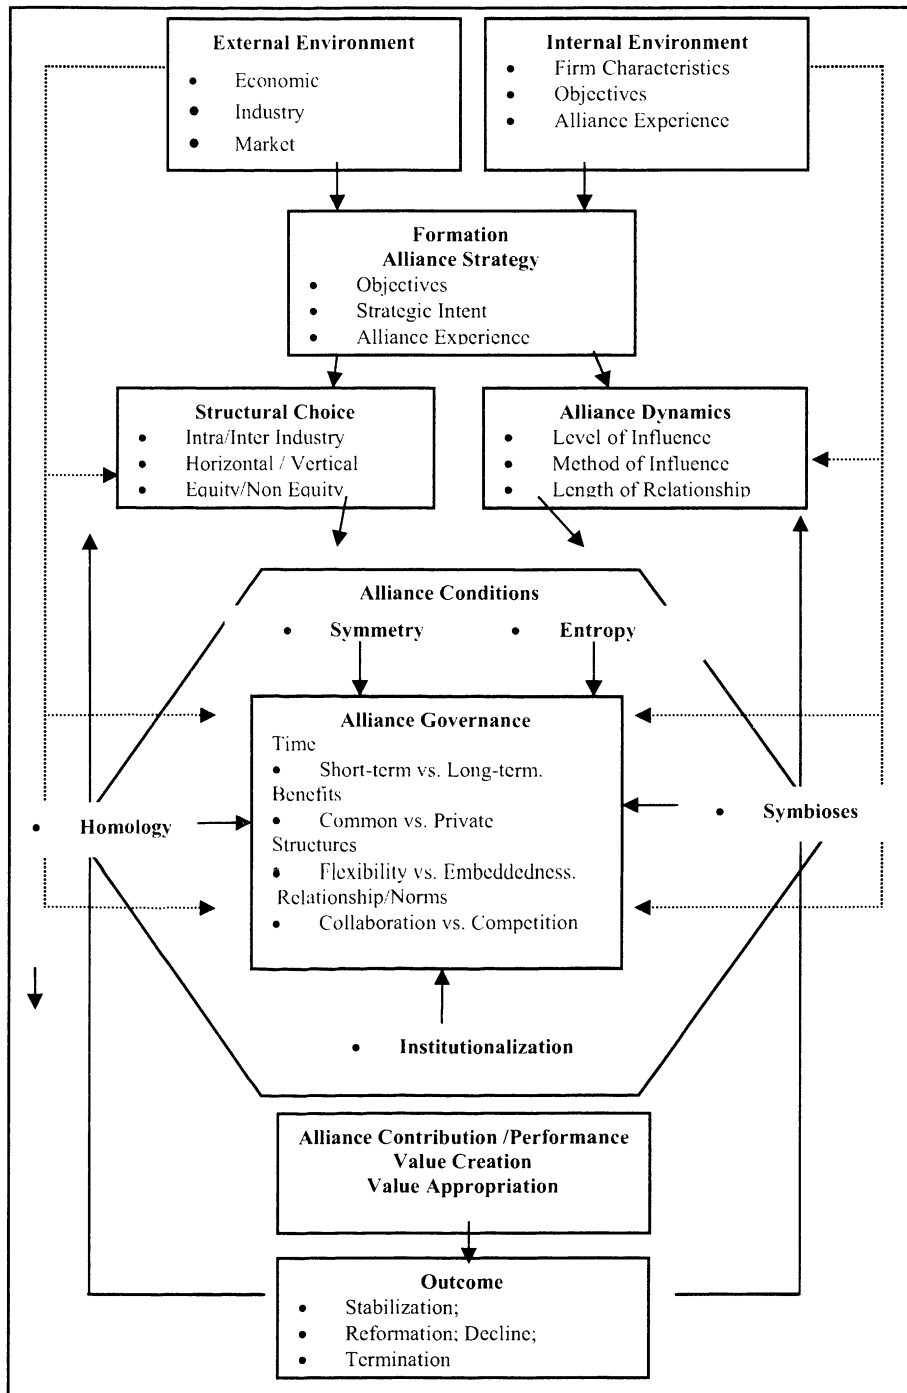 External Environment
• Economic
• Industry
• Market
Internal Environment
• Firm Characteristics
• Objectives
• Alliance Experience
Formation
Alliance Strategy
• Objectives
• Strategic Intent
• Alliance Experience
Structural Choice
• Intra/Inter Industry
• Horizontal / Vertical
• Equity/Non Equity
Alliance Dynamics
• Level of Influence
• Method of Influence
• Length of Relationship
Alliance Conditions
• Symmetry
• Entropy
Alliance Governance
Time
• Short-term vs. Long-term.
Benefits
• Common vs. Private
Structures
• Flexibility vs. Embeddedness.
Relationship/Norms
• Collaboration vs. Competition
• Homology
• Symbioses
• Institutionalization
Alliance Contribution /Performance
Value Creation
Value Appropriation
Outcome
• Stabilization;
• Reformation; Decline;
• Termination